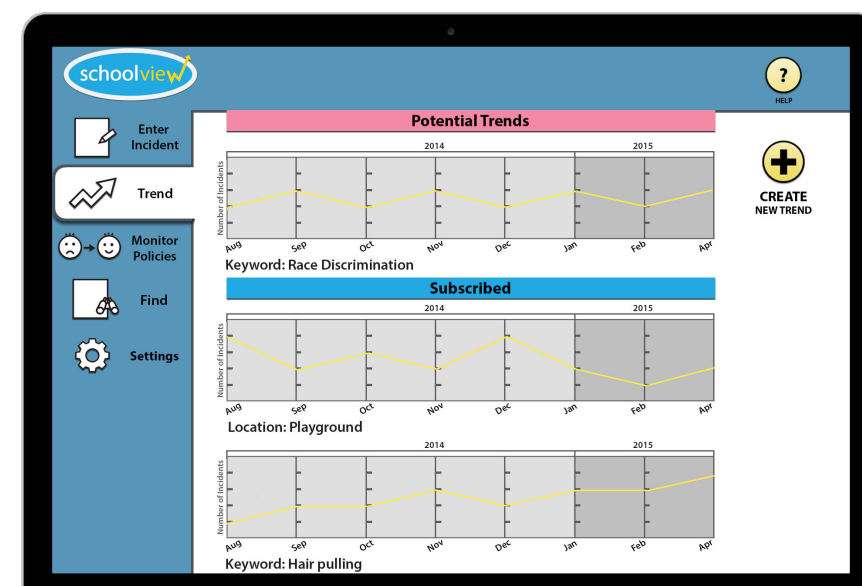 schoolview
?
HELP
Enter
Incident
Trend
Monitor
Policies
Find
Settings
Potential Trends
2014 2015
Number of Incidents
Aug Sep Oct Nov Dec Jan Feb Apr
Keyword: Race Discrimination
Subscribed
2014 2015
Number of Incidents
Aug Sep Oct Nov Dec Jan Feb Apr
Location: Playground
2014 2015
Number of Incidents
Aug Sep Oct Nov Dec Jan Feb Apr
Keyword: Hair pulling
CREATE
NEW TREND